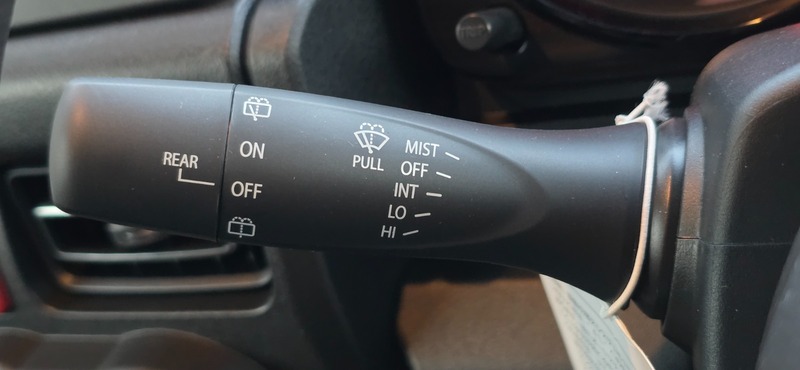 REAR
ON
OFF
PULL
MIST
OFF
INT
LO
HI